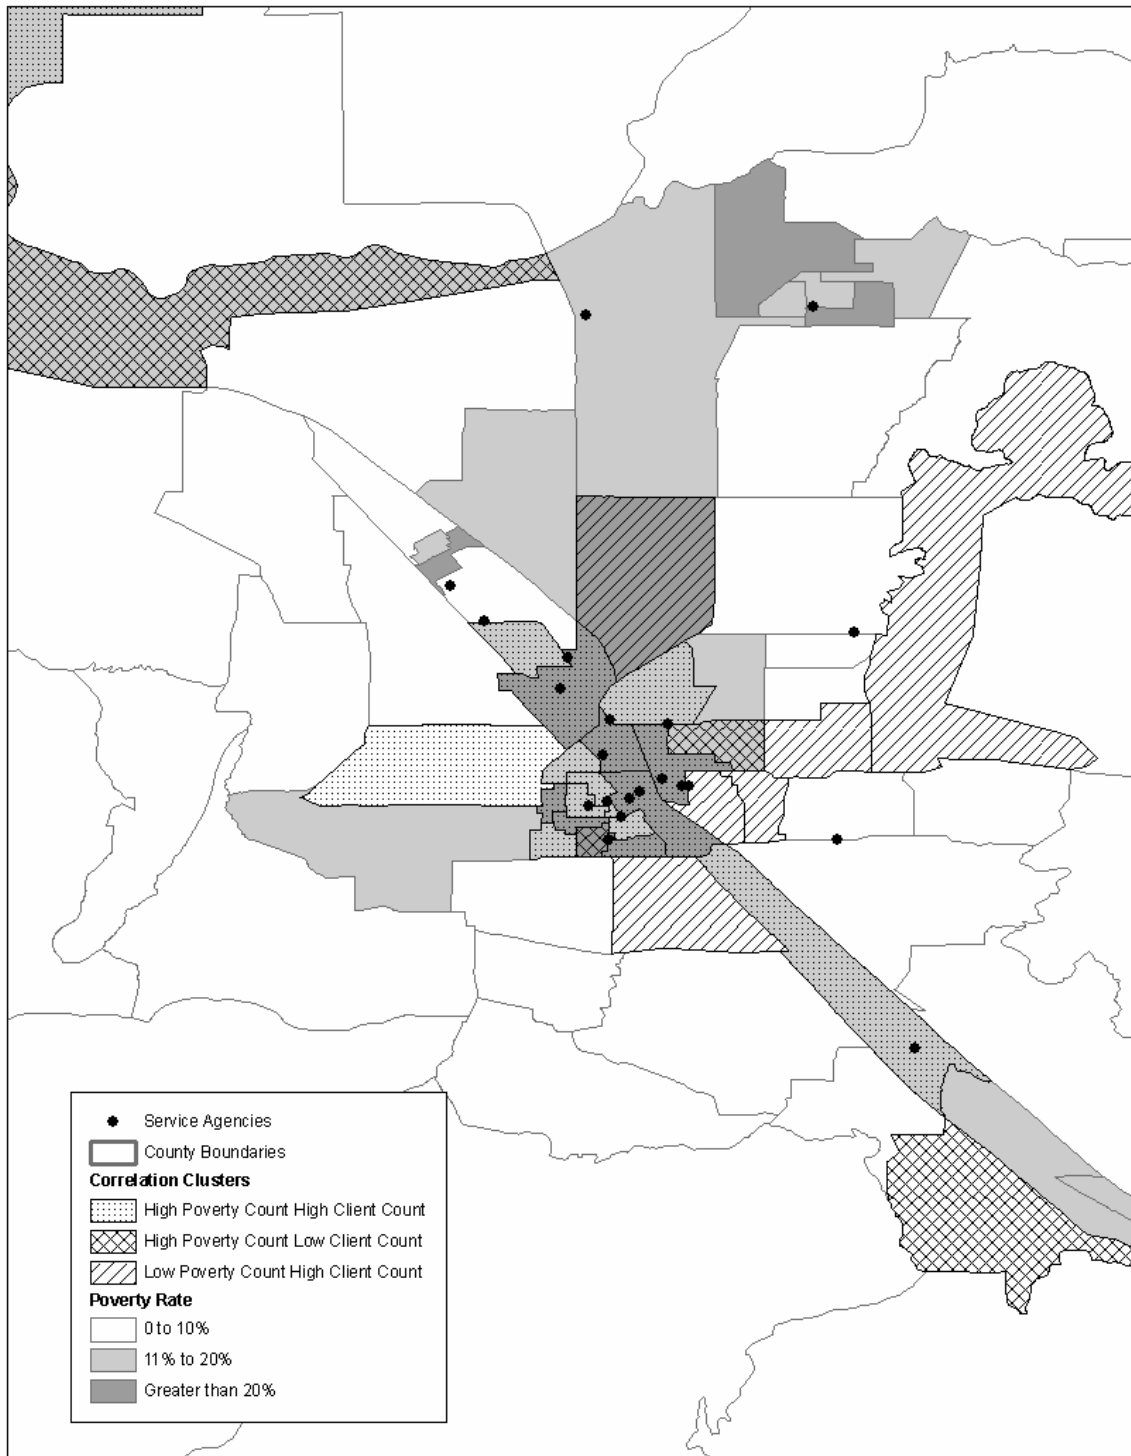 Service Agencies
County Boundaries
Correlation Clusters
High Poverty Count High Client Count
High Poverty Count Low Client Count
Low Poverty Count High Client Count
Poverty Rate
0 to 10%
11% to 20%
Greater than 20%